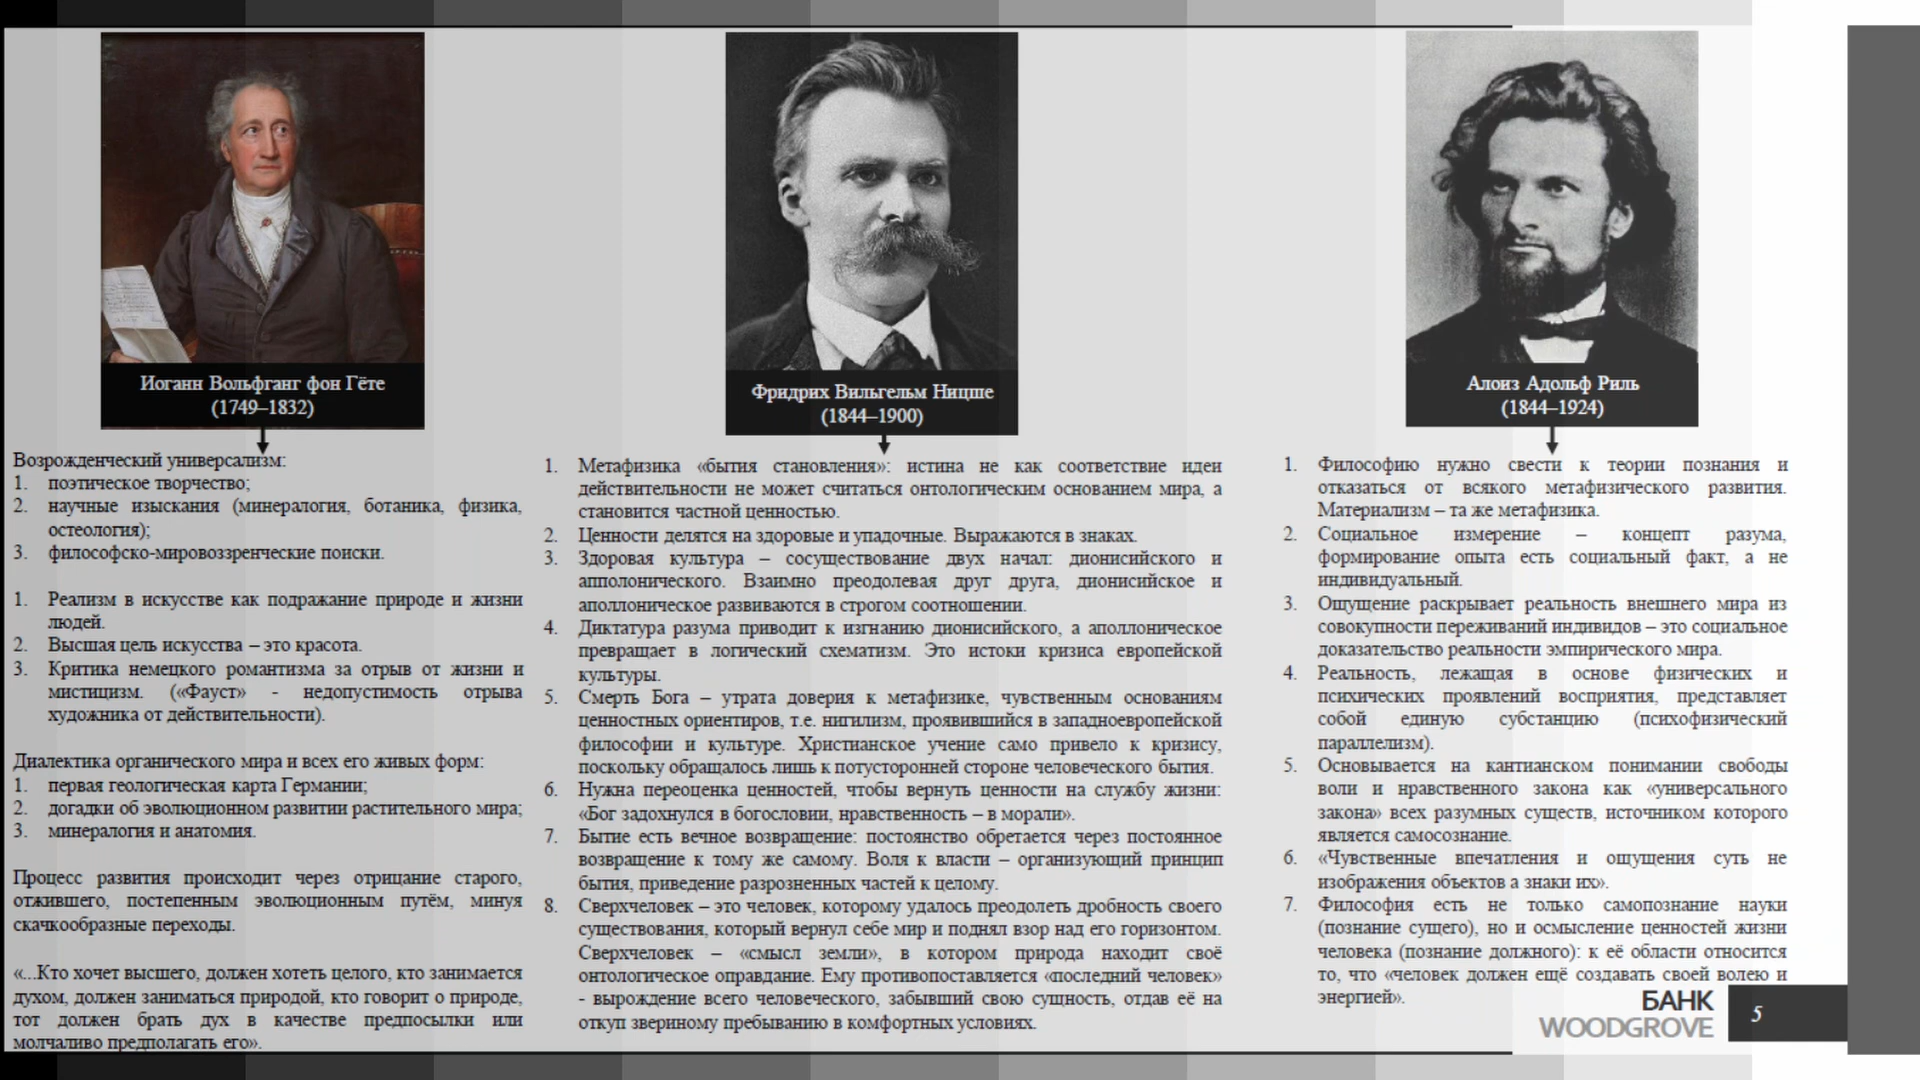 Иоганн Вольфганг фон Гёте
(1749–1832)
Возрожденческий универсализм:
1. поэтическое творчество;
2. научные изыскания (минералогия, ботаника, физика,
остеология);
3. философско-мировоззренческие поиски.
1. Реализм в искусстве как подражание природе и жизни
людей.
2. Высшая цель искусства – это красота.
3. Критика немецкого романтизма за отрыв от жизни и
мистицизм. («Фауст» - недопустимость отрыва
художника от действительности).
Диалектика органического мира и всех его живых форм:
1. первая геологическая карта Германии;
2. догадки об эволюционном развитии растительного мира;
3. минералогия и анатомия.
Процесс развития происходит через отрицание старого,
отжившего, постепенным эволюционным путём, минуя
скачкообразные переходы.
«...Кто хочет высшего, должен хотеть целого, кто занимается
духом, должен заниматься природой, кто говорит о природе,
тот должен брать дух в качестве предпосылки или
молчаливо предполагать его».
Фридрих Вильгельм Ницше
(1844–1900)
1. Метафизика «бытия становления»: истина не как соответствие идеи
действительности не может считаться онтологическим основанием мира, а
становится частной ценностью.
2. Ценности делятся на здоровые и упадочные. Выражаются в знаках.
3. Здоровая культура – сосуществование двух начал: дионисийского и
апполонического. Взаимно преодолевая друг друга, дионисийское и
аполлоническое развиваются в строгом соотношении.
4. Диктатура разума приводит к изгнанию дионисийского, а аполлоническое
превращает в логический схематизм. Это истоки кризиса европейской
культуры.
5. Смерть Бога – утрата доверия к метафизике, чувственным основаниям
ценностных ориентиров, т.е. нигилизм, проявившийся в западноевропейской
философии и культуре. Христианское учение само привело к кризису,
поскольку обращалось лишь к потусторонней стороне человеческого бытия.
6. Нужна переоценка ценностей, чтобы вернуть ценности на службу жизни:
«Бог задохнулся в богословии, нравственность – в морали».
7. Бытие есть вечное возвращение: постоянство обретается через постоянное
возвращение к тому же самому. Воля к власти – организующий принцип
бытия, приведение разрозненных частей к целому.
8. Сверхчеловек – это человек, которому удалось преодолеть дробность своего
существования, который вернул себе мир и поднял взор над его горизонтом.
Сверхчеловек – «смысл земли», в котором природа находит своё
онтологическое оправдание. Ему противопоставляется «последний человек»
- вырождение всего человеческого, забывший свою сущность, отдав её на
откуп звериному пребыванию в комфортных условиях.
Алоиз Адольф Риль
(1844–1924)
1. Философию нужно свести к теории познания и
отказаться от всякого метафизического развития.
Материализм – та же метафизика.
2. Социальное измерение – концепт разума,
формирование опыта есть социальный факт, а не
индивидуальный.
3. Ощущение раскрывает реальность внешнего мира из
совокупности переживаний индивидов – это социальное
доказательство реальности эмпирического мира.
4. Реальность, лежащая в основе физических и
психических проявлений восприятия, представляет
собой единую субстанцию (психофизический
параллелизм).
5. Основывается на кантианском понимании свободы
воли и нравственного закона как «универсального
закона» всех разумных существ, источником которого
является самосознание.
6. «Чувственные впечатления и ощущения суть не
изображения объектов а знаки их».
7. Философия есть не только самопознание науки
(познание сущего), но и осмысление ценностей жизни
человека (познание должного): к её области относится
то, что «человек должен ещё создавать своей волею и
энергией».
БАНК
WOODGROVE
5